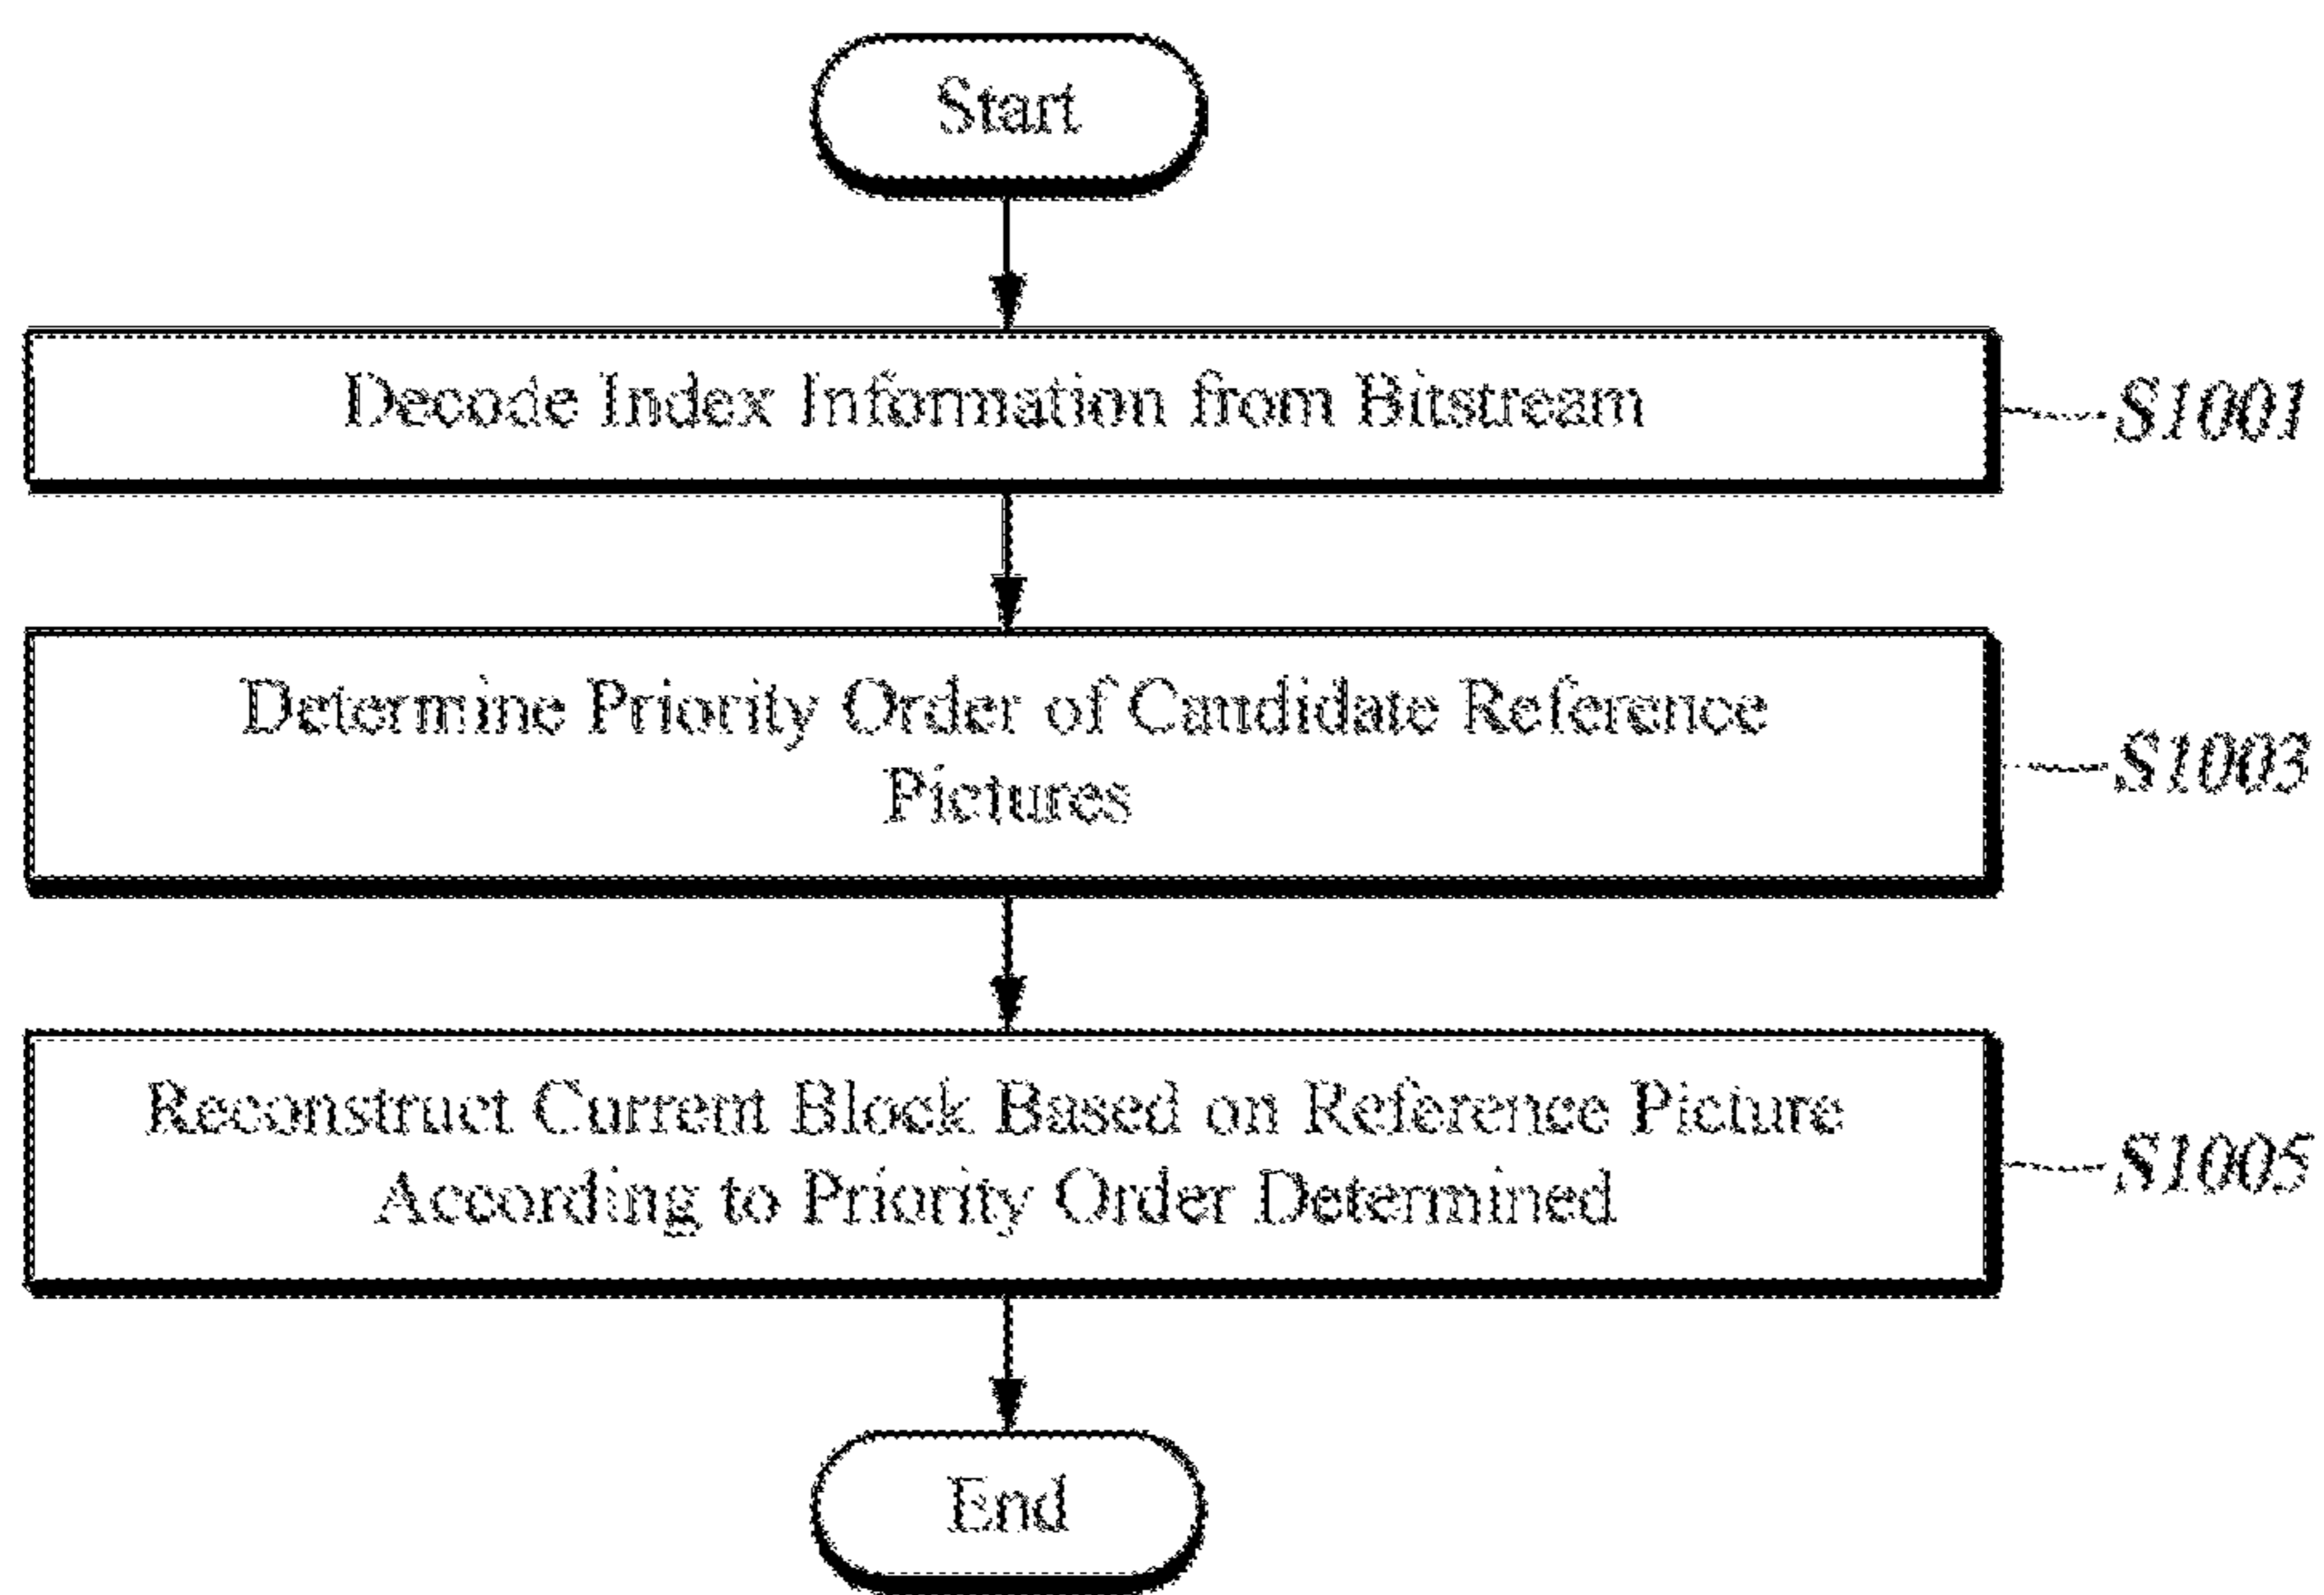 Start
Decode Index Information from Bitstream
S1001
Determine Priority Order of Candidate Reference
Pictures
S1003
Reconstruct Current Block Based on Reference Picture
According to Priority Order Determined
S1005
End